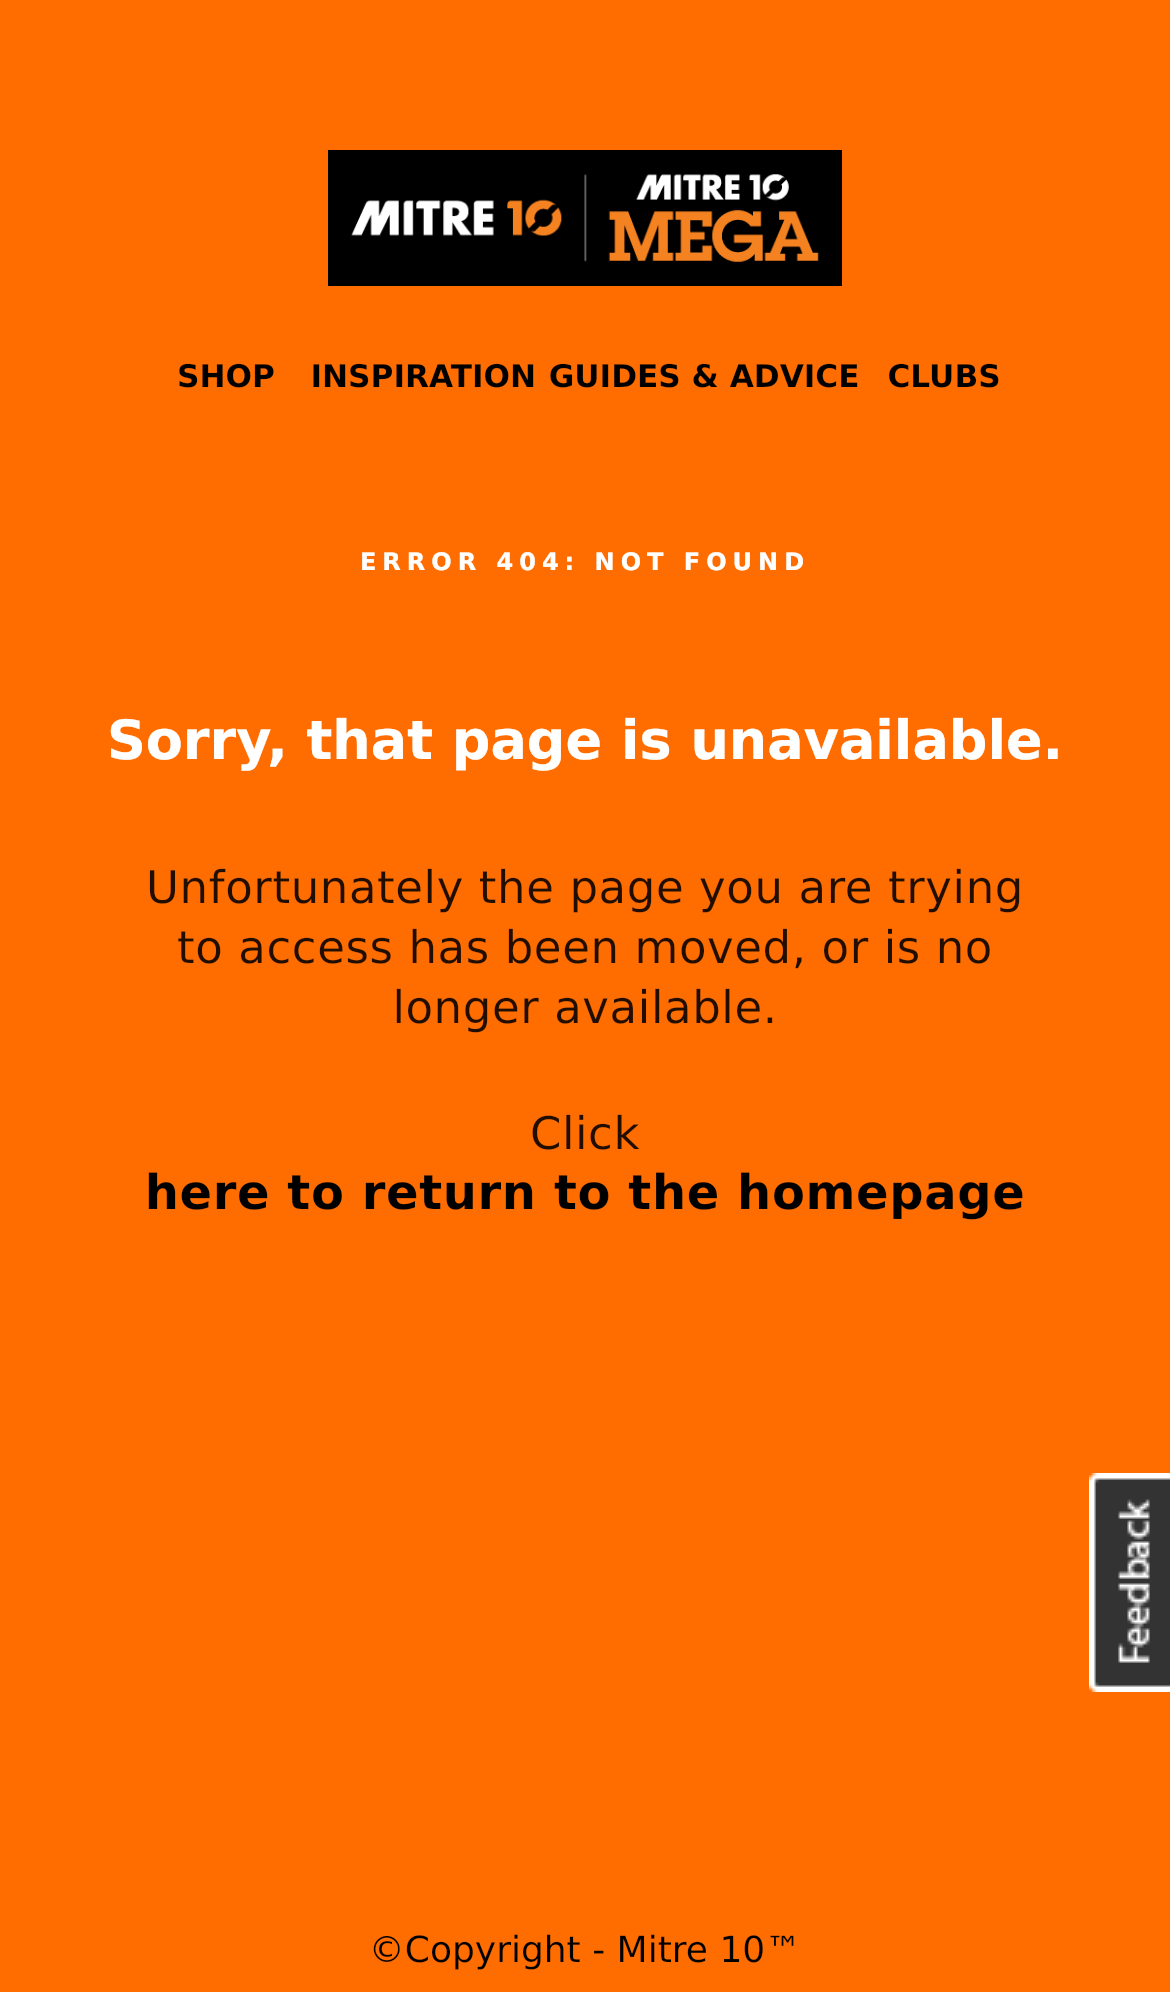 MITRE 10
MITRE 10
MEGA
SHOP INSPIRATION GUIDES & ADVICE CLUBS
ERROR 404: NOT FOUND
Sorry, that page is unavailable.
Unfortunately the page you are trying
to access has been moved, or is no
longer available.
Click
here to return to the homepage
Feedback
©Copyright - Mitre 10™